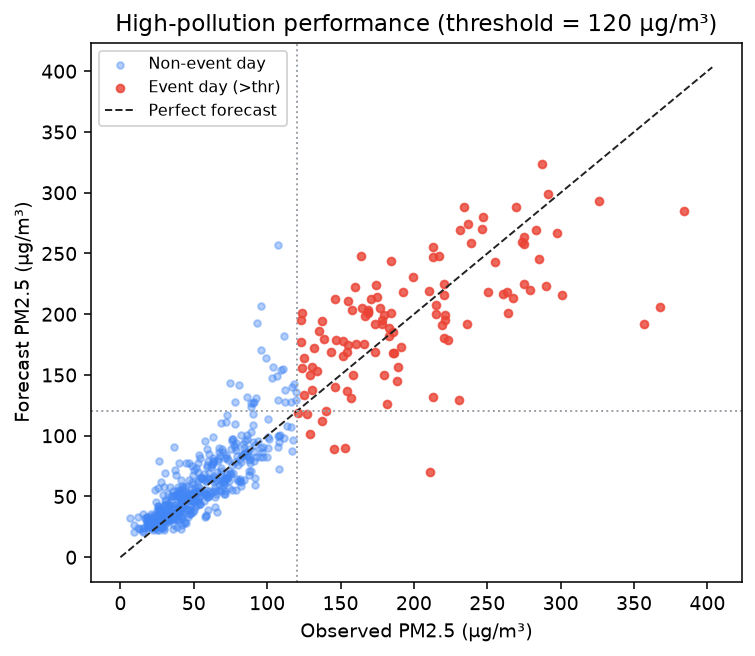 High-pollution performance (threshold = 120 µg/m³)
Non-event day
Event day (>thr)
Perfect forecast
Forecast PM2.5 (µg/m³)
400
350
300
250
200
150
100
50
0
0 50 100 150 200 250 300 350 400
Observed PM2.5 (µg/m³)